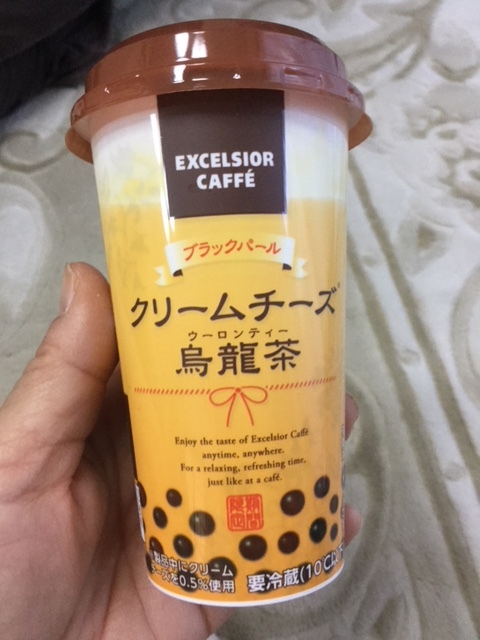 EXCELSIOR
CAFFÉ
ブラックパール
クリームチーズ
ウーロンティー
烏龍茶
Enjoy the taste of Excelsior Caffé
anytime, anywhere.
For a relaxing, refreshing time,
just like at a café.
製品中にクリーム
チーズを0.5%使用
要冷蔵(10℃以下